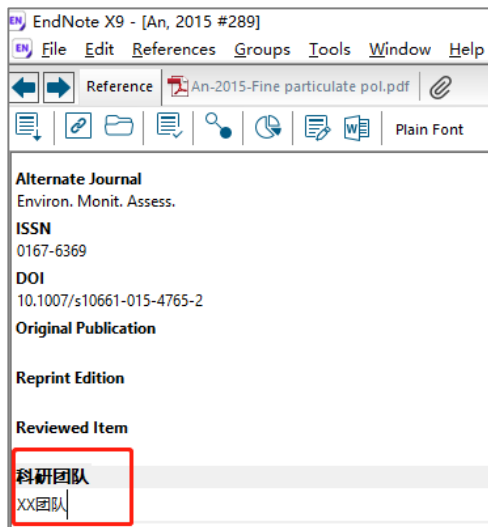 EndNote X9 - [An, 2015 #289]
File Edit References Groups Tools Window Help
Reference An-2015-Fine particulate pol.pdf
Plain Font
Alternate Journal
Environ. Monit. Assess.
ISSN
0167-6369
DOI
10.1007/s10661-015-4765-2
Original Publication
Reprint Edition
Reviewed Item
科研团队
XX团队